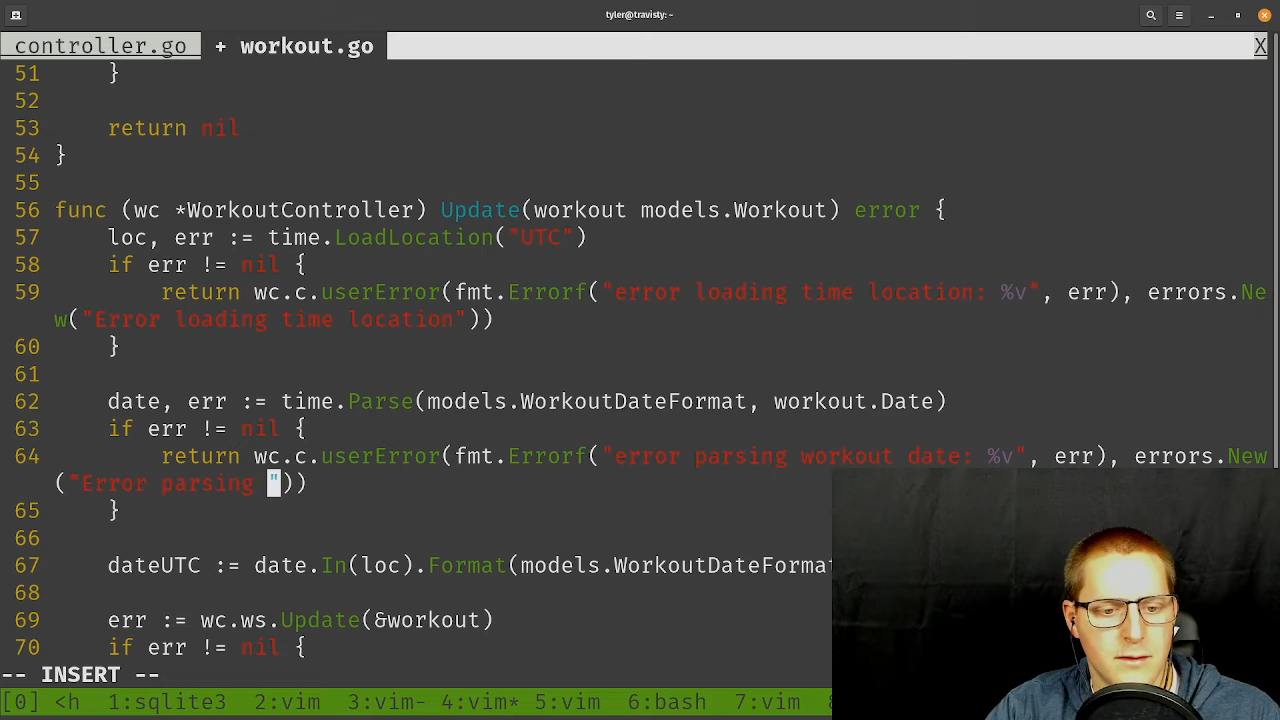 tyler@travisty:~
controller.go + workout.go X
51 }
52
53 return nil
54 }
55
56 func (wc *WorkoutController) Update(workout models.Workout) error {
57 loc, err := time.LoadLocation("UTC")
58 if err != nil {
59 return wc.c.userError(fmt.Errorf("error loading time location: %v", err), errors.Ne
w("Error loading time location"))
60 }
61
62 date, err := time.Parse(models.WorkoutDateFormat, workout.Date)
63 if err != nil {
64 return wc.c.userError(fmt.Errorf("error parsing workout date: %v", err), errors.New
("Error parsing "))
65 }
66
67 dateUTC := date.In(loc).Format(models.WorkoutDateFormat
68
69 err := wc.ws.Update(&workout)
70 if err != nil {
-- INSERT --
[0] <h 1:sqlite3 2:vim 3:vim- 4:vim* 5:vim 6:bash 7:vim